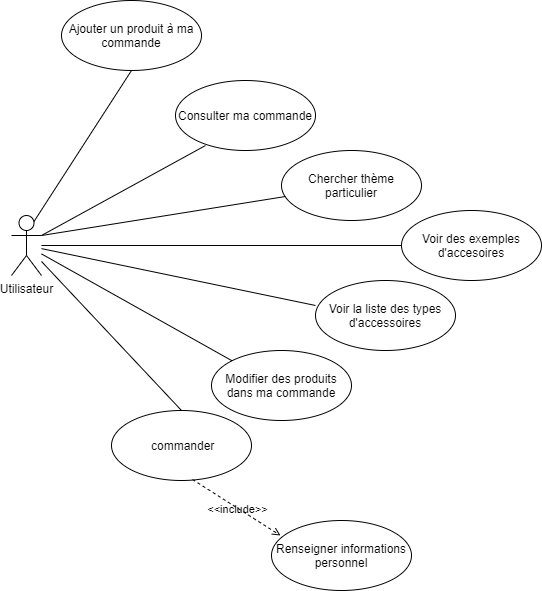 Ajouter un produit à ma
commande
Consulter ma commande
Chercher thème
particulier
Voir des exemples
d'accesoires
Utilisateur
Voir la liste des types
d'accessoires
Modifier des produits
dans ma commande
commander
<<include>>
Renseigner informations
personnel